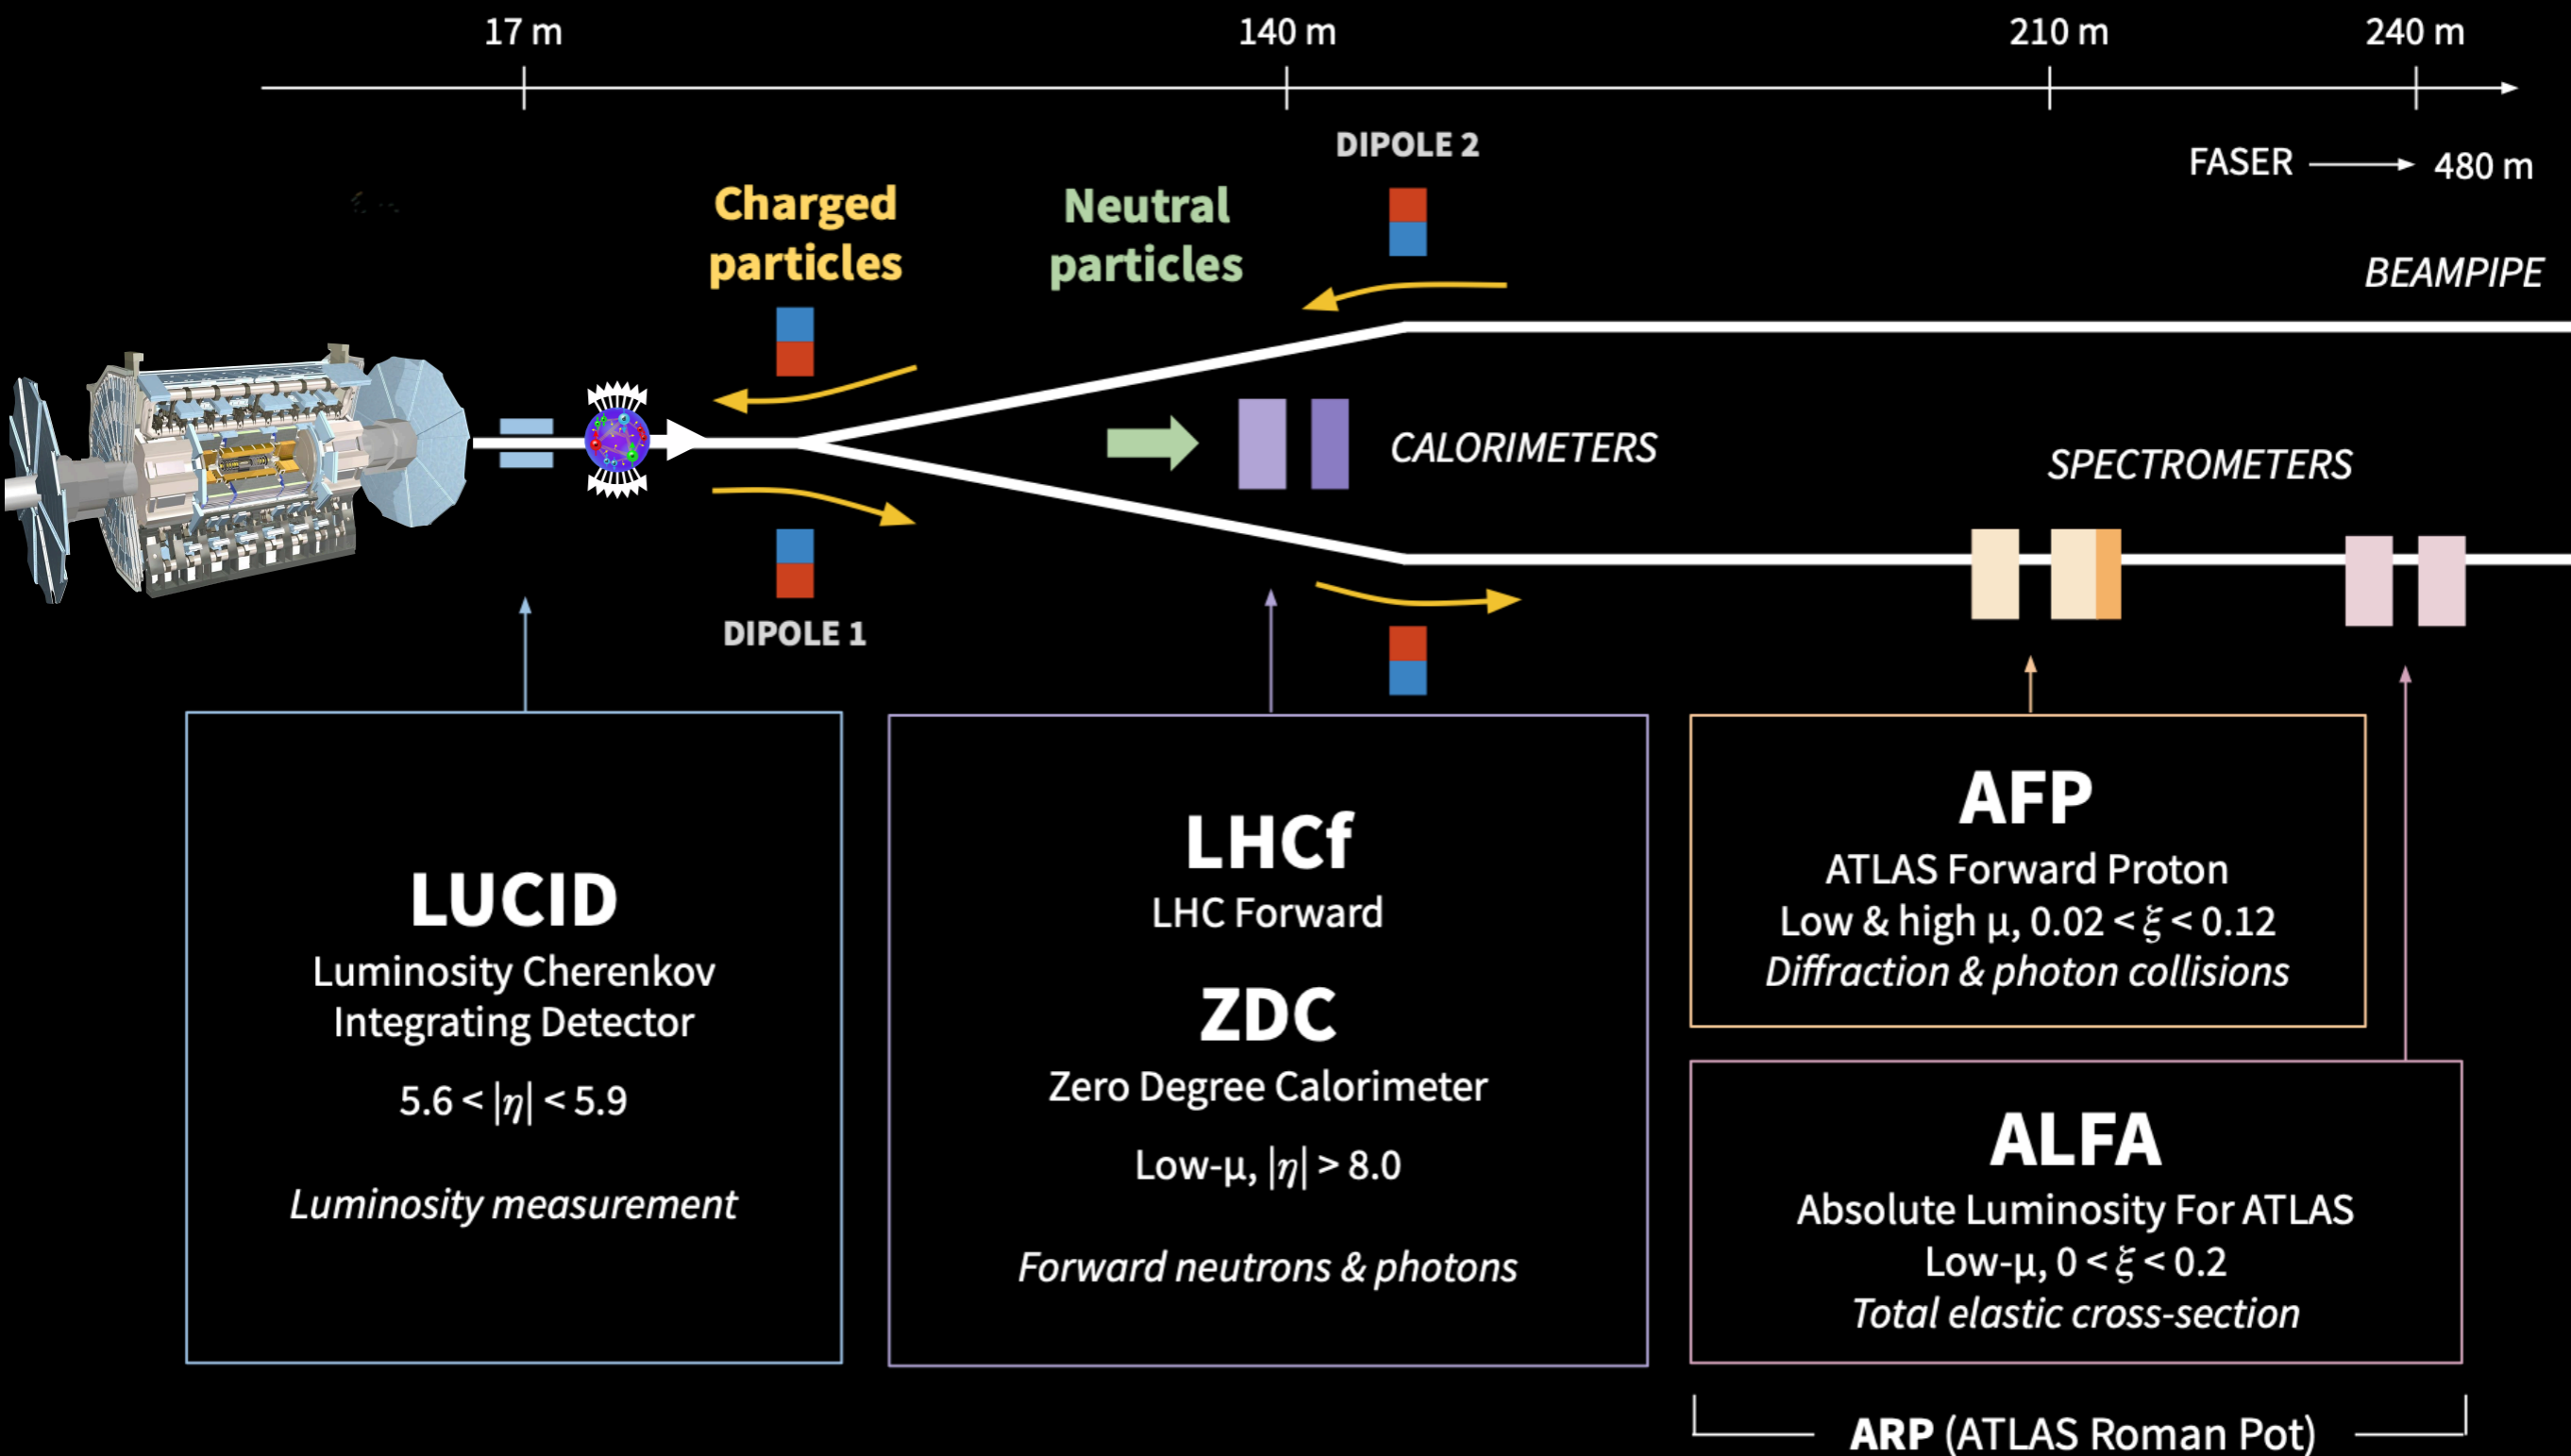 17 m
140 m
210 m
240 m
DIPOLE 2
FASER
480 m
Charged
particles
Neutral
particles
BEAMPIPE
CALORIMETERS
SPECTROMETERS
DIPOLE 1
LUCID
Luminosity Cherenkov
Integrating Detector
5.6 < |η| < 5.9
Luminosity measurement
LHCf
LHC Forward
ZDC
Zero Degree Calorimeter
Low-μ, |η| > 8.0
Forward neutrons & photons
AFP
ATLAS Forward Proton
Low & high μ, 0.02 < ξ < 0.12
Diffraction & photon collisions
ALFA
Absolute Luminosity For ATLAS
Low-μ, 0 < ξ < 0.2
Total elastic cross-section
ARP (ATLAS Roman Pot)